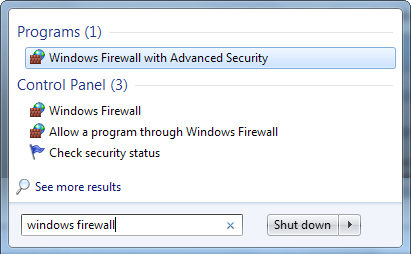 Programs (1)
Windows Firewall with Advanced Security
Control Panel (3)
Windows Firewall
Allow a program through Windows Firewall
Check security status
See more results
windows firewall
Shut down